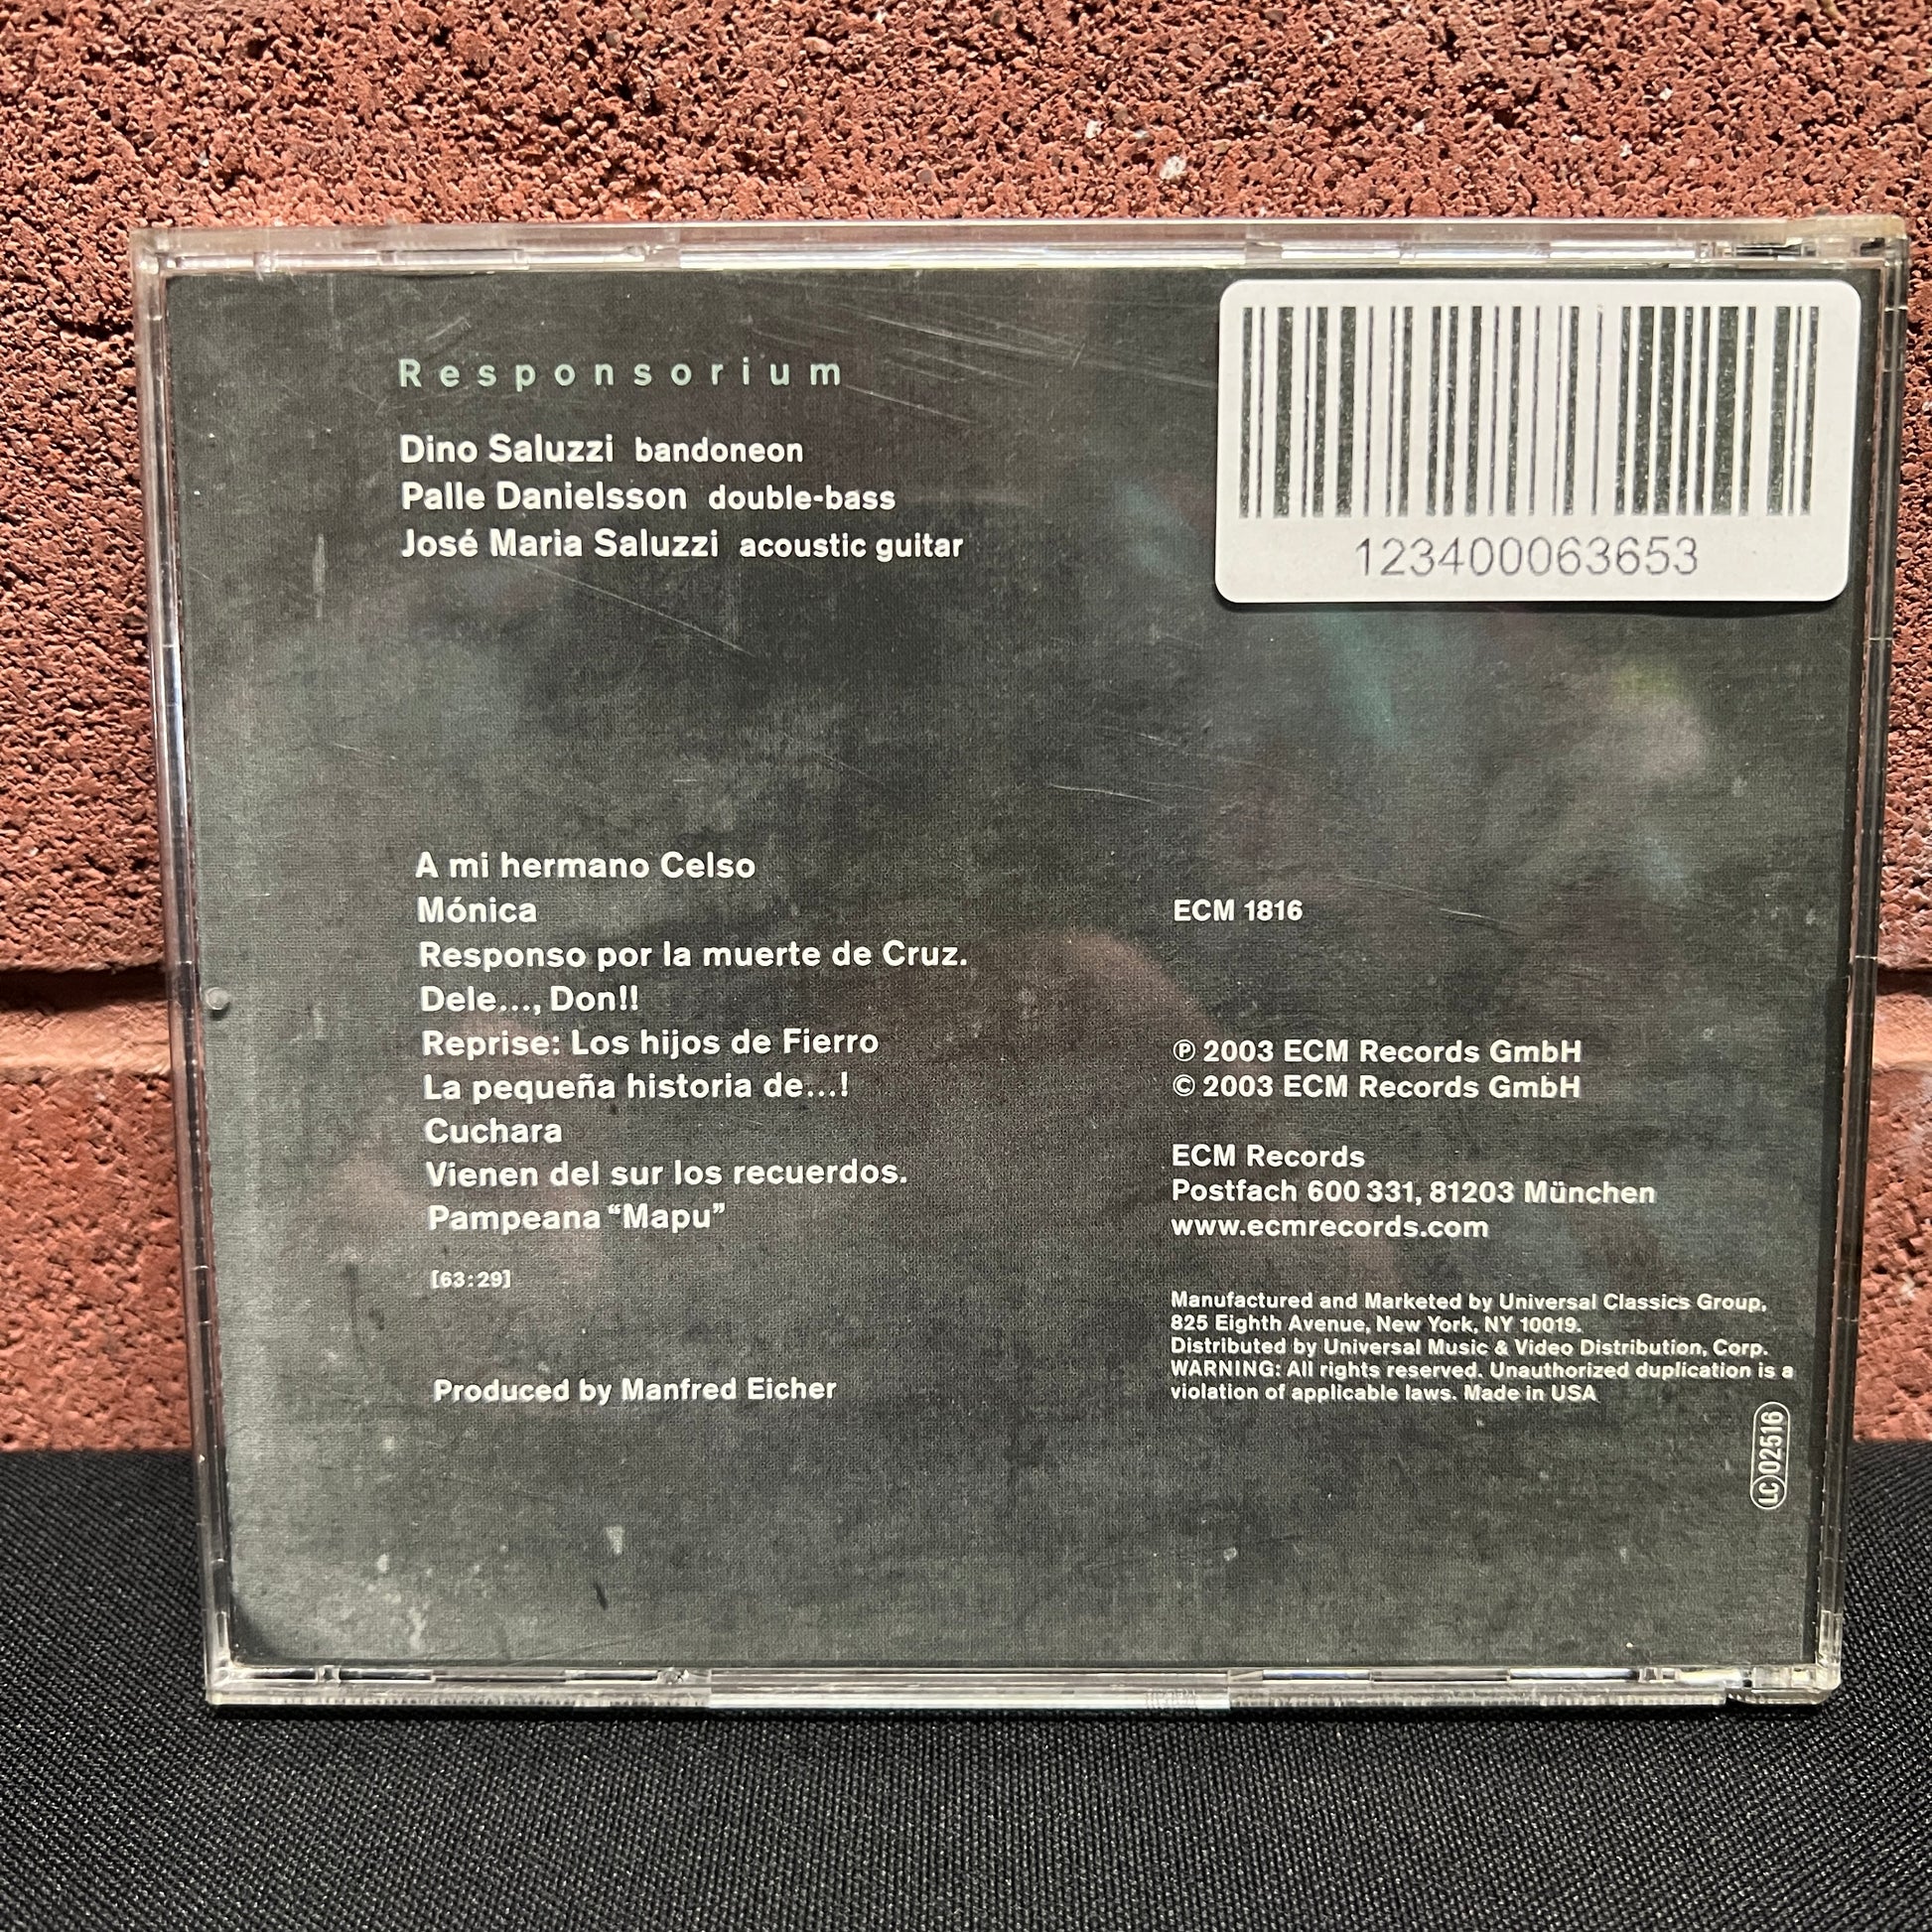 Responsorium
Dino Saluzzi bandoneon
Palle Danielsson double-bass
José Maria Saluzzi acoustic guitar
123400063653
A mi hermano Celso
Mónica
Responso por la muerte de Cruz.
Dele..., Don!!
Reprise: Los hijos de Fierro
La pequeña historia de...!
Cuchara
Vienen del sur los recuerdos.
Pampeana “Mapu”
[63:29]
Produced by Manfred Eicher
ECM 1816
℗ 2003 ECM Records GmbH
© 2003 ECM Records GmbH
ECM Records
Postfach 600 331, 81203 München
www.ecmrecords.com
Manufactured and Marketed by Universal Classics Group,
825 Eighth Avenue, New York, NY 10019.
Distributed by Universal Music & Video Distribution, Corp.
WARNING: All rights reserved. Unauthorized duplication is a
violation of applicable laws. Made in USA
LC 02516